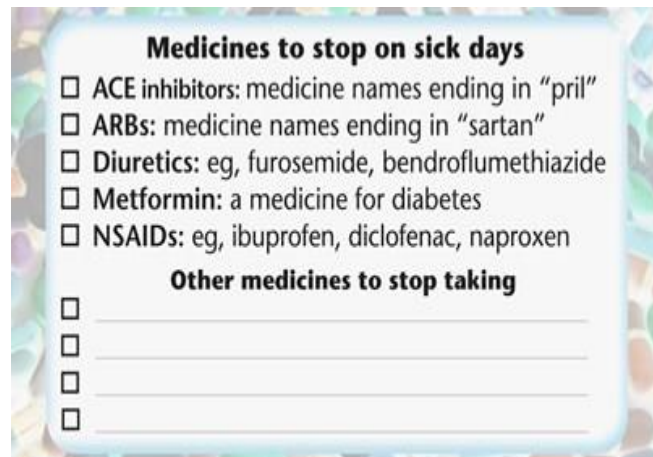 Medicines to stop on sick days
☐ ACE inhibitors: medicine names ending in “pril”
☐ ARBs: medicine names ending in “sartan”
☐ Diuretics: eg, furosemide, bendroflumethiazide
☐ Metformin: a medicine for diabetes
☐ NSAIDs: eg, ibuprofen, diclofenac, naproxen
Other medicines to stop taking
☐
☐
☐
☐